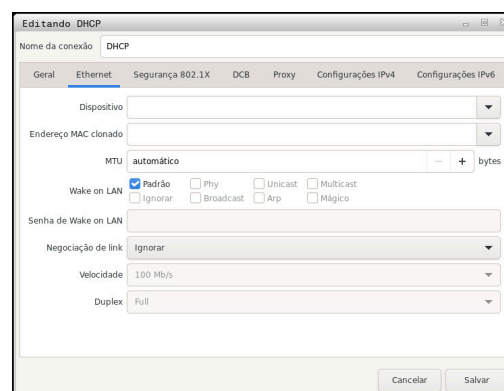 Editando DHCP
Nome da conexão DHCP
Geral Ethernet Segurança 802.1X DCB Proxy Configurações IPv4 Configurações IPv6
Dispositivo
Endereço MAC clonado
MTU automático − + bytes
Wake on LAN Padrão Phy Unicast Multicast
Ignorar Broadcast Arp Mágico
Senha de Wake on LAN
Negociação de link Ignorar
Velocidade 100 Mb/s
Duplex Full
Cancelar Salvar